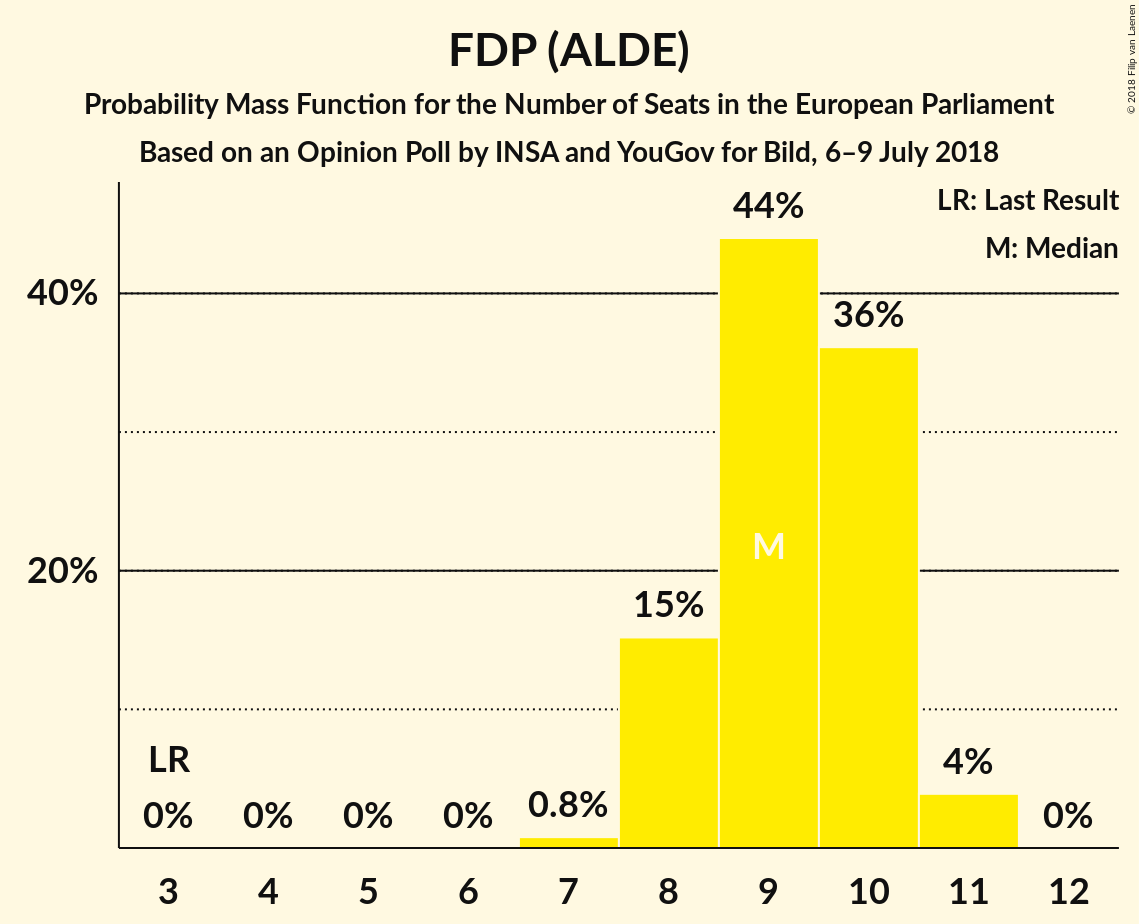 FDP (ALDE)
Probability Mass Function for the Number of Seats in the European Parliament
Based on an Opinion Poll by INSA and YouGov for Bild, 6–9 July 2018
© 2018 Filip van Laenen
LR: Last Result
M: Median
44%
40%
36%
M
20%
15%
LR
4%
0% 0% 0% 0% 0.8% 0%
3 4 5 6 7 8 9 10 11 12